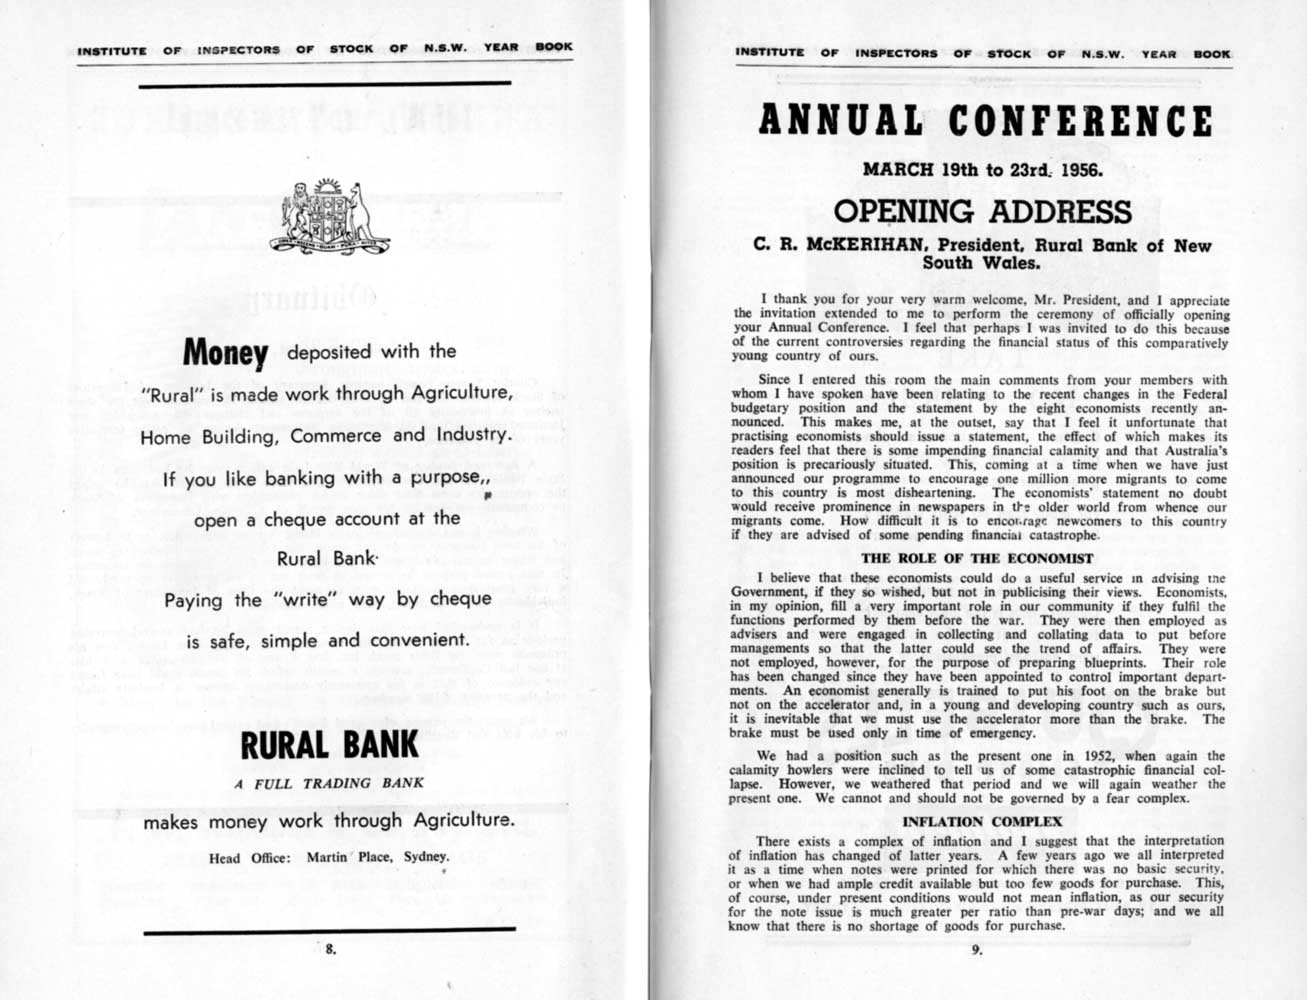 INSTITUTE OF INSPECTORS OF STOCK OF N.S.W. YEAR BOOK
Money deposited with the
"Rural" is made work through Agriculture,
Home Building, Commerce and Industry.
If you like banking with a purpose,,
open a cheque account at the
Rural Bank.
Paying the "write" way by cheque
is safe, simple and convenient.
RURAL BANK
A FULL TRADING BANK
makes money work through Agriculture.
Head Office: Martin Place, Sydney.
8.
INSTITUTE OF INSPECTORS OF STOCK OF N.S.W. YEAR BOOK
ANNUAL CONFERENCE
MARCH 19th to 23rd, 1956.
OPENING ADDRESS
C. R. McKERIHAN, President, Rural Bank of New
South Wales.
I thank you for your very warm welcome, Mr. President, and I appreciate
the invitation extended to me to perform the ceremony of officially opening
your Annual Conference. I feel that perhaps I was invited to do this because
of the current controversies regarding the financial status of this comparatively
young country of ours.
Since I entered this room the main comments from your members with
whom I have spoken have been relating to the recent changes in the Federal
budgetary position and the statement by the eight economists recently an-
nounced. This makes me, at the outset, say that I feel it unfortunate that
practising economists should issue a statement, the effect of which makes its
readers feel that there is some impending financial calamity and that Australia's
position is precariously situated. This, coming at a time when we have just
announced our programme to encourage one million more migrants to come
to this country is most disheartening. The economists' statement no doubt
would receive prominence in newspapers in the older world from whence our
migrants come. How difficult it is to encourage newcomers to this country
if they are advised of some pending financial catastrophe.
THE ROLE OF THE ECONOMIST
I believe that these economists could do a useful service in advising the
Government, if they so wished, but not in publicising their views. Economists,
in my opinion, fill a very important role in our community if they fulfil the
functions performed by them before the war. They were then employed as
advisers and were engaged in collecting and collating data to put before
managements so that the latter could see the trend of affairs. They were
not employed, however, for the purpose of preparing blueprints. Their role
has been changed since they have been appointed to control important depart-
ments. An economist generally is trained to put his foot on the brake but
not on the accelerator and, in a young and developing country such as ours,
it is inevitable that we must use the accelerator more than the brake. The
brake must be used only in time of emergency.
We had a position such as the present one in 1952, when again the
calamity howlers were inclined to tell us of some catastrophic financial col-
lapse. However, we weathered that period and we will again weather the
present one. We cannot and should not be governed by a fear complex.
INFLATION COMPLEX
There exists a complex of inflation and I suggest that the interpretation
of inflation has changed of latter years. A few years ago we all interpreted
it as a time when notes were printed for which there was no basic security,
or when we had ample credit available but too few goods for purchase. This,
of course, under present conditions would not mean inflation, as our security
for the note issue is much greater per ratio than pre-war days; and we all
know that there is no shortage of goods for purchase.
9.